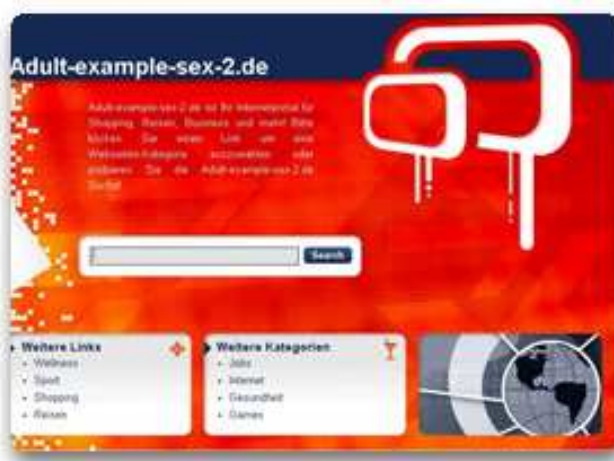 Adult-example-sex-2.de
Adult-example-sex-2.de ist Ihr Internetportal für
Shopping, Reisen, Business und mehr! Bitte
klicken Sie einen Link um eine
Webseiten-Kategorie auszuwählen oder
probieren Sie die Adult-example-sex-2.de
Suche!
Search
Weitere Links
Wellness
Sport
Shopping
Reisen
Weitere Kategorien
Jobs
Internet
Gesundheit
Games